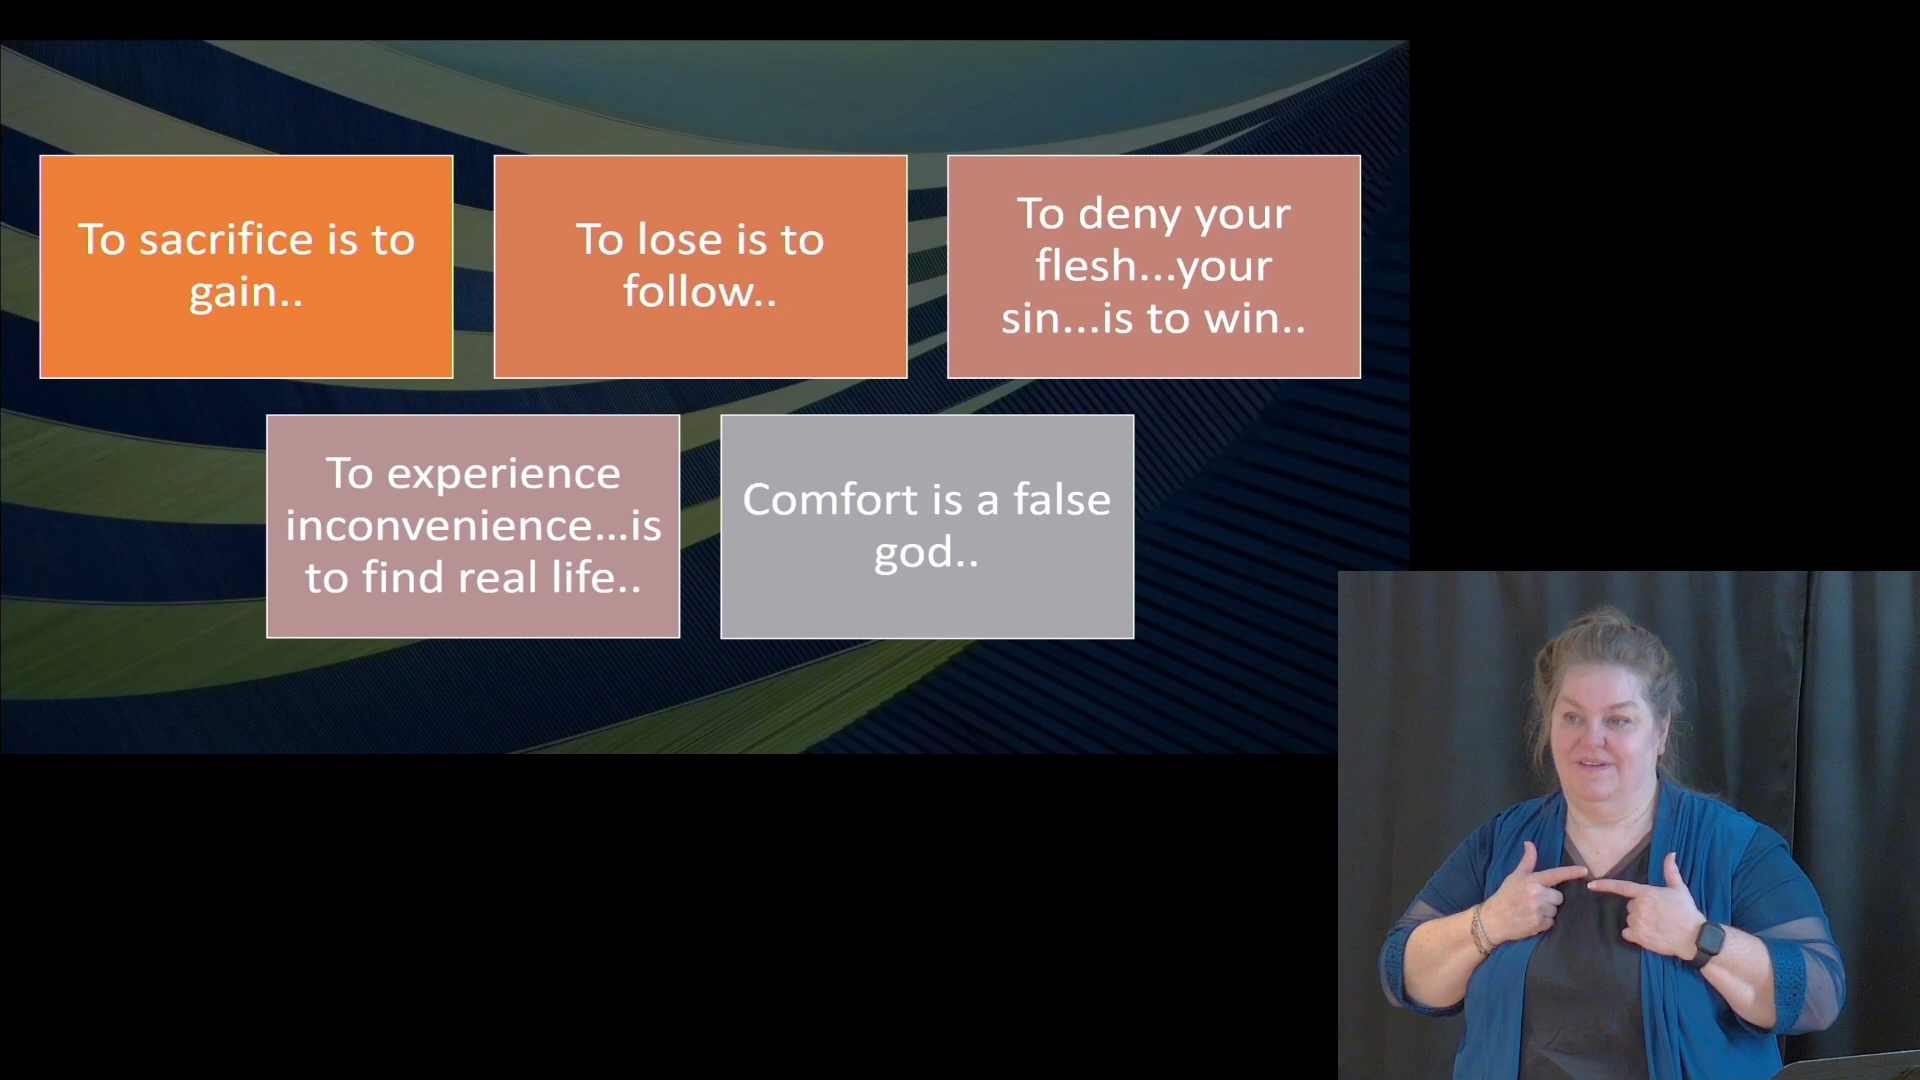 To sacrifice is to
gain..
To lose is to
follow..
To deny your
flesh...your
sin...is to win..
To experience
inconvenience...is
to find real life..
Comfort is a false
god..